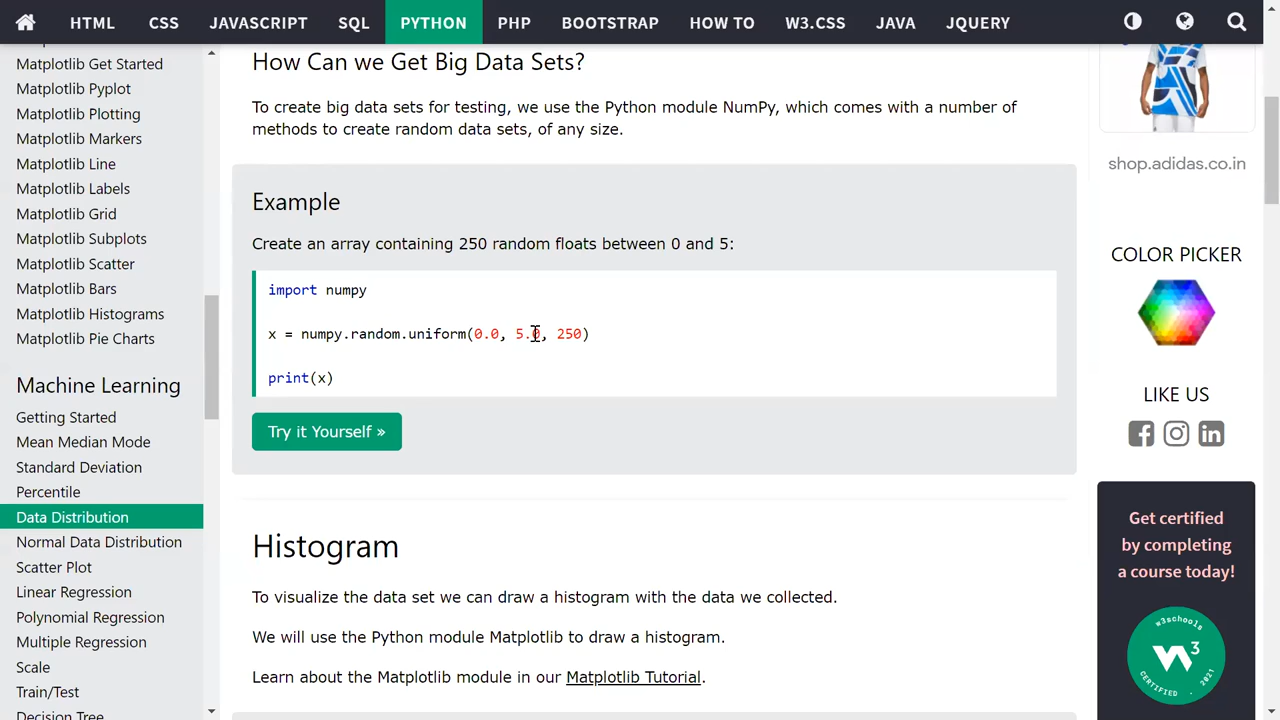 HTML CSS JAVASCRIPT SQL PYTHON PHP BOOTSTRAP HOW TO W3.CSS JAVA JQUERY
Matplotlib Get Started
Matplotlib Pyplot
Matplotlib Plotting
Matplotlib Markers
Matplotlib Line
Matplotlib Labels
Matplotlib Grid
Matplotlib Subplots
Matplotlib Scatter
Matplotlib Bars
Matplotlib Histograms
Matplotlib Pie Charts
Machine Learning
Getting Started
Mean Median Mode
Standard Deviation
Percentile
Data Distribution
Normal Data Distribution
Scatter Plot
Linear Regression
Polynomial Regression
Multiple Regression
Scale
Train/Test
Decision Tree
How Can we Get Big Data Sets?
To create big data sets for testing, we use the Python module NumPy, which comes with a number of
methods to create random data sets, of any size.
Example
Create an array containing 250 random floats between 0 and 5:
import numpy
x = numpy.random.uniform(0.0, 5.0, 250)
print(x)
Try it Yourself »
Histogram
To visualize the data set we can draw a histogram with the data we collected.
We will use the Python module Matplotlib to draw a histogram.
Learn about the Matplotlib module in our Matplotlib Tutorial.
shop.adidas.co.in
COLOR PICKER
LIKE US
Get certified
by completing
a course today!
w3schools
W3
CERTIFIED . 2021